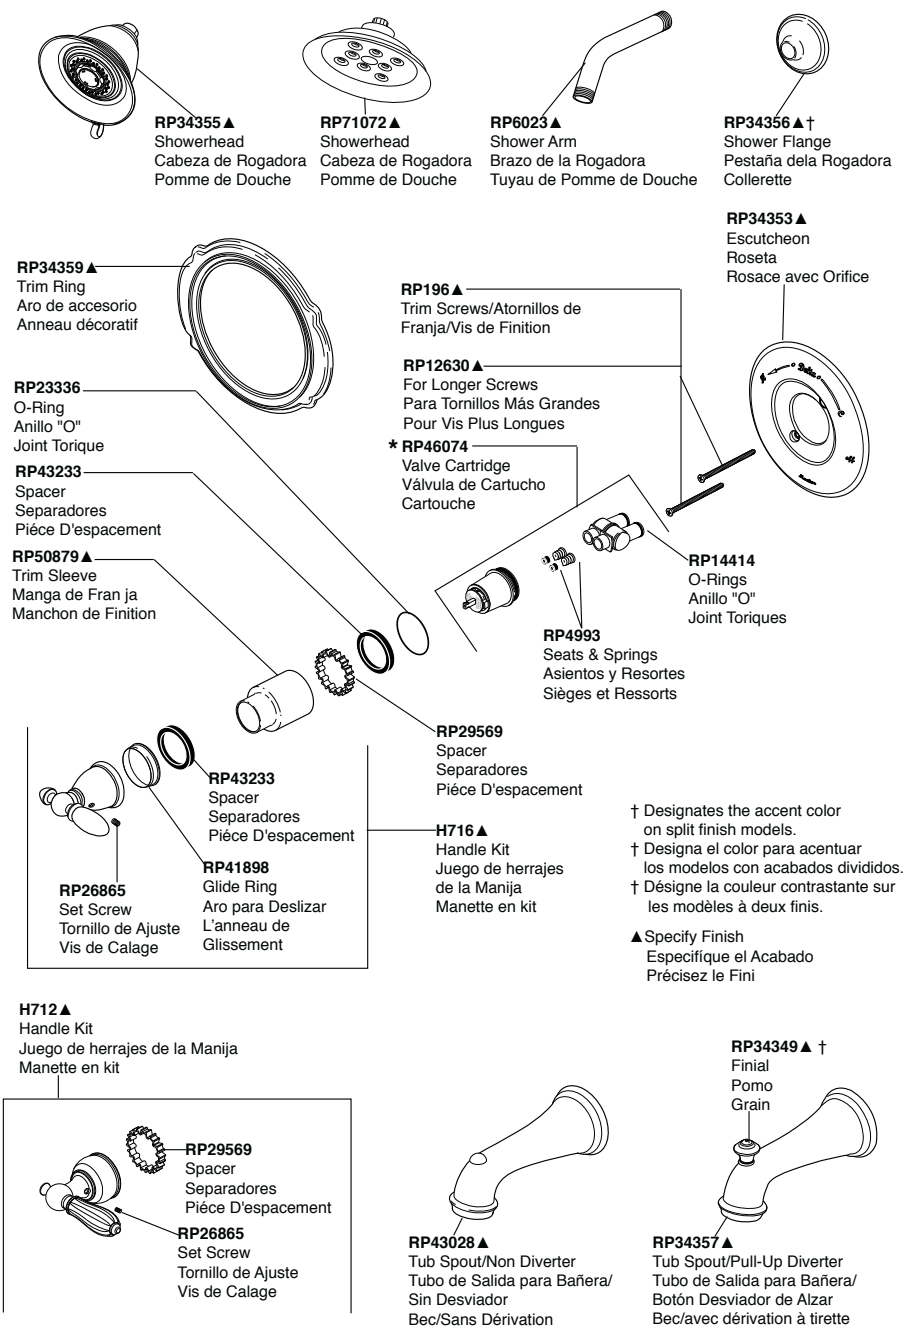 RP34355▲
Showerhead
Cabeza de Rogadora
Pomme de Douche
RP71072▲
Showerhead
Cabeza de Rogadora
Pomme de Douche
RP6023▲
Shower Arm
Brazo de la Rogadora
Tuyau de Pomme de Douche
RP34356▲†
Shower Flange
Pestaña dela Rogadora
Collerette
RP34353▲
Escutcheon
Roseta
Rosace avec Orifice
RP34359▲
Trim Ring
Aro de accesorio
Anneau décoratif
RP196▲
Trim Screws/Atornillos de
Franja/Vis de Finition
RP12630▲
For Longer Screws
Para Tornillos Más Grandes
Pour Vis Plus Longues
Delta
RP23336
O-Ring
Anillo "O"
Joint Torique
* RP46074
Valve Cartridge
Válvula de Cartucho
Cartouche
RP43233
Spacer
Separadores
Piéce D'espacement
RP50879▲
Trim Sleeve
Manga de Fran ja
Manchon de Finition
RP14414
O-Rings
Anillo "O"
Joint Toriques
RP4993
Seats & Springs
Asientos y Resortes
Sièges et Ressorts
RP29569
Spacer
Separadores
Piéce D'espacement
RP43233
Spacer
Separadores
Piéce D'espacement
H716▲
Handle Kit
Juego de herrajes
de la Manija
Manette en kit
RP41898
Glide Ring
Aro para Deslizar
L'anneau de
Glissement
RP26865
Set Screw
Tornillo de Ajuste
Vis de Calage
† Designates the accent color
on split finish models.
† Designa el color para acentuar
los modelos con acabados divididos.
† Désigne la couleur contrastante sur
les modèles à deux finis.
▲Specify Finish
Especifíque el Acabado
Précisez le Fini
H712▲
Handle Kit
Juego de herrajes de la Manija
Manette en kit
RP29569
Spacer
Separadores
Piéce D'espacement
RP26865
Set Screw
Tornillo de Ajuste
Vis de Calage
RP34349▲ †
Finial
Pomo
Grain
RP43028▲
Tub Spout/Non Diverter
Tubo de Salida para Bañera/
Sin Desviador
Bec/Sans Dérivation
RP34357▲
Tub Spout/Pull-Up Diverter
Tubo de Salida para Bañera/
Botón Desviador de Alzar
Bec/avec dérivation à tirette